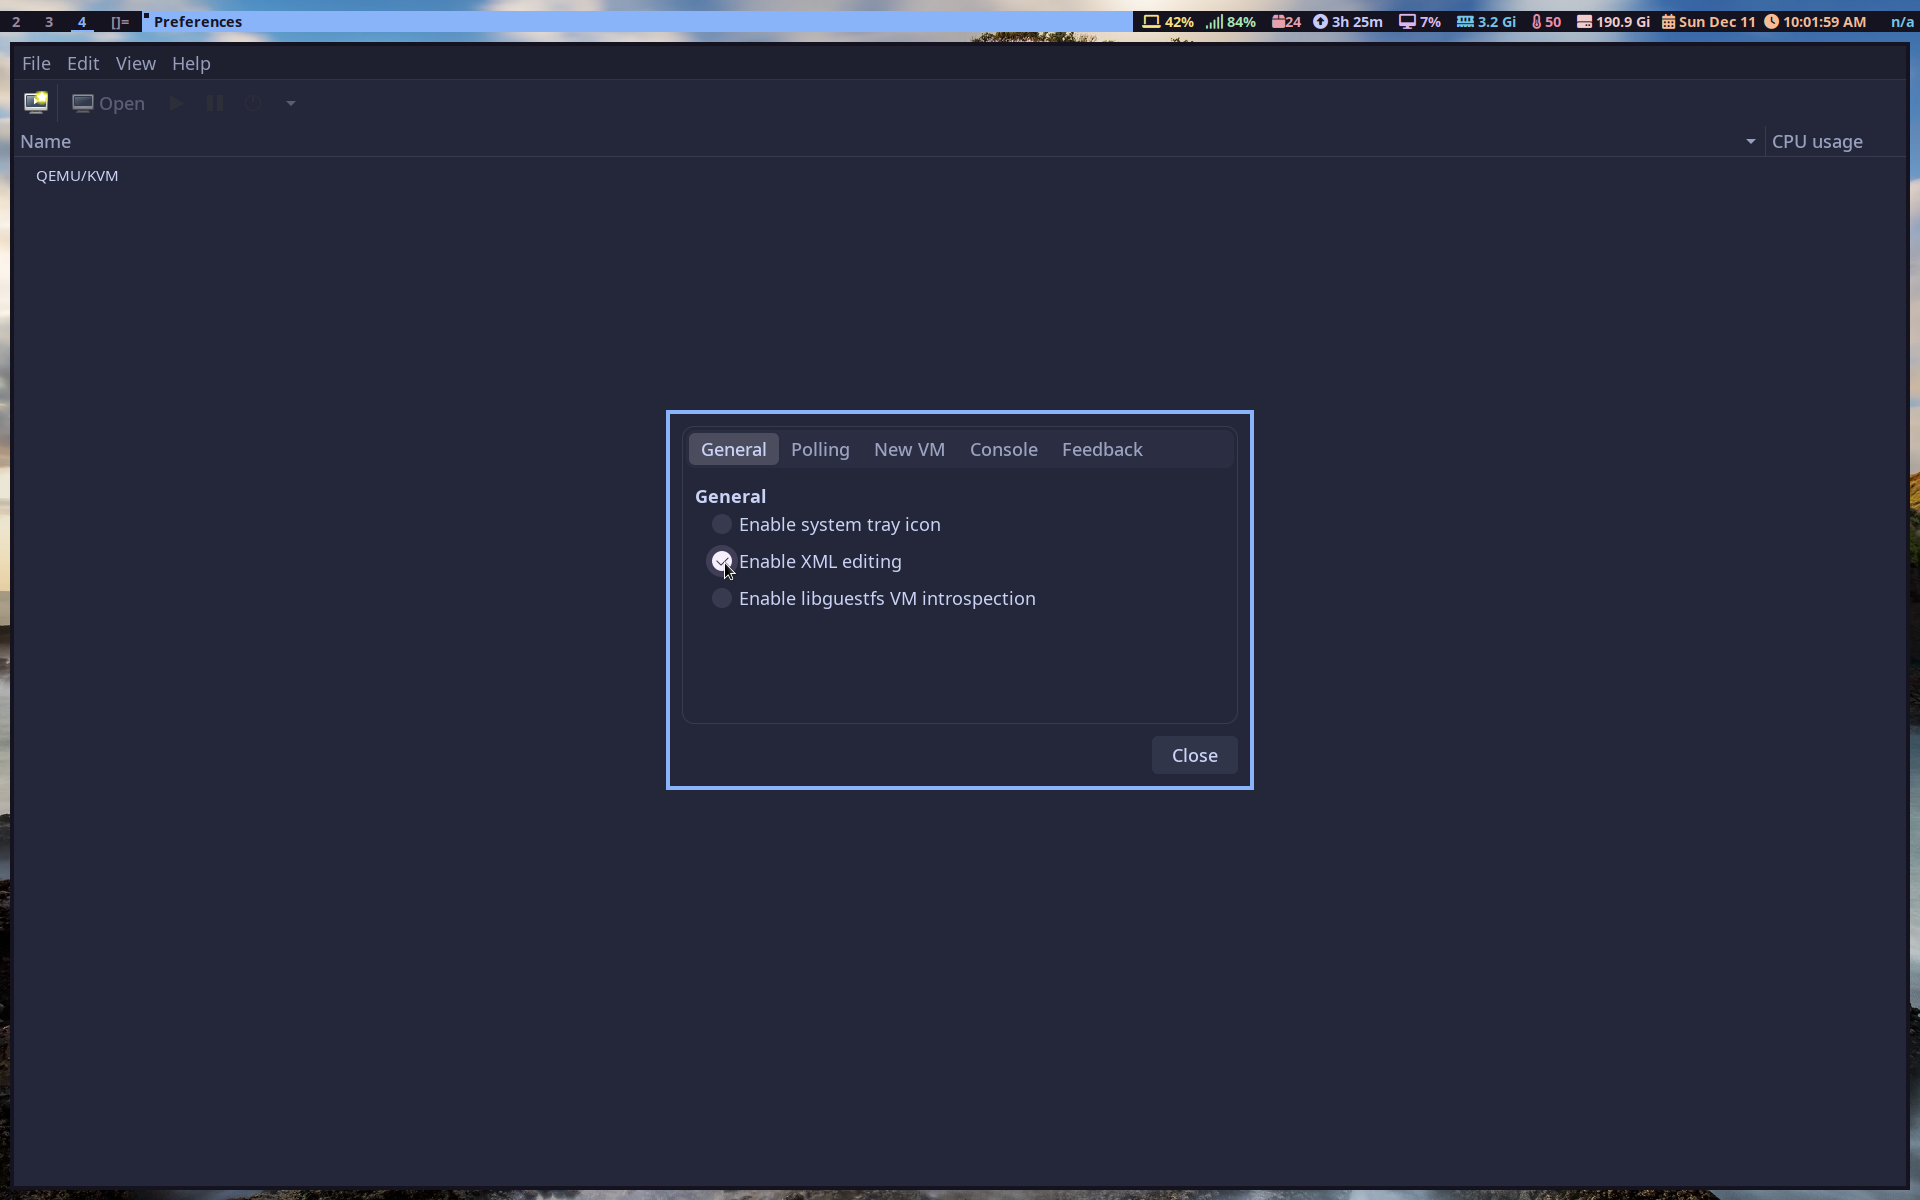 2 3 4 []= Preferences 42% 84% 24 3h 25m 7% 3.2 Gi 50 190.9 Gi Sun Dec 11 10:01:59 AM n/a
File Edit View Help
Open
Name CPU usage
QEMU/KVM
General Polling New VM Console Feedback
General
Enable system tray icon
Enable XML editing
Enable libguestfs VM introspection
Close